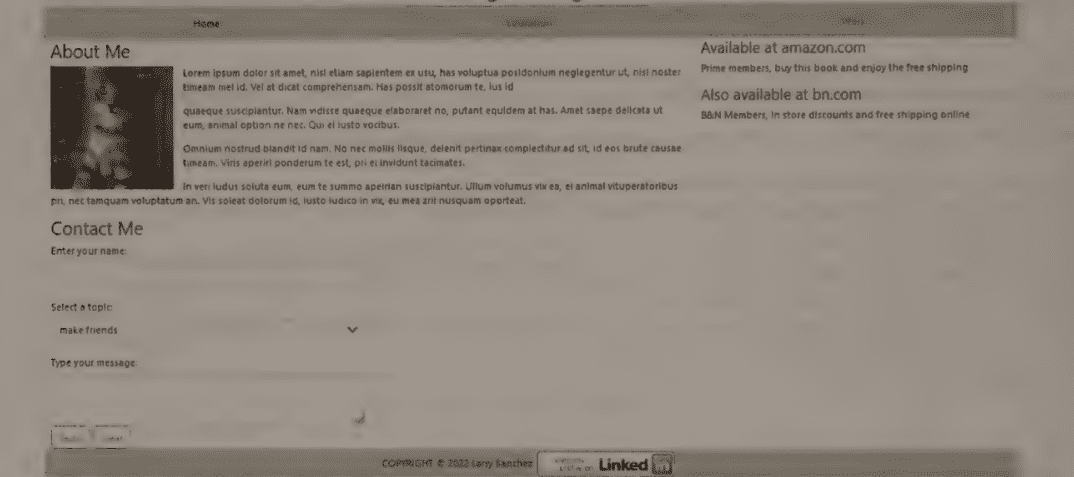 Home
About Me
Lorem ipsum dolor sit amet, nisl etiam sapientem ex usu, has voluptua posidonium neglegentur ut, nisl noster
timeam mel id. Vel at dicat comprehensam. Has possit atomorum te, ius id
quaeque suscipiantur. Nam vidisse quaeque elaboraret no, putant equidem at has. Amet saepe delicata ut
eum, animal option ne nec. Qui ei iusto vocibus.
Omnium nostrud blandit id nam. No nec mollis iisque, delenit pertinax complectitur ad sit, id eos brute causae
timeam. Viris aperiri ponderum te est, pri ei invidunt tacimates.
In veri ludus soluta eum, eum te summo apeirian suscipiantur. Ullum volumus vix ea, ei animal vituperatoribus
pri, nec tamquam voluptatum an. Vis soleat dolorum id, iusto iudico in vix, eu mea zril nusquam oporteat.
Available at amazon.com
Prime members, buy this book and enjoy the free shipping
Also available at bn.com
B&N Members, in store discounts and free shipping online
Contact Me
Enter your name:
Select a topic:
make friends
Type your message:
COPYRIGHT © 2022 Larry Sanchez
Linked in